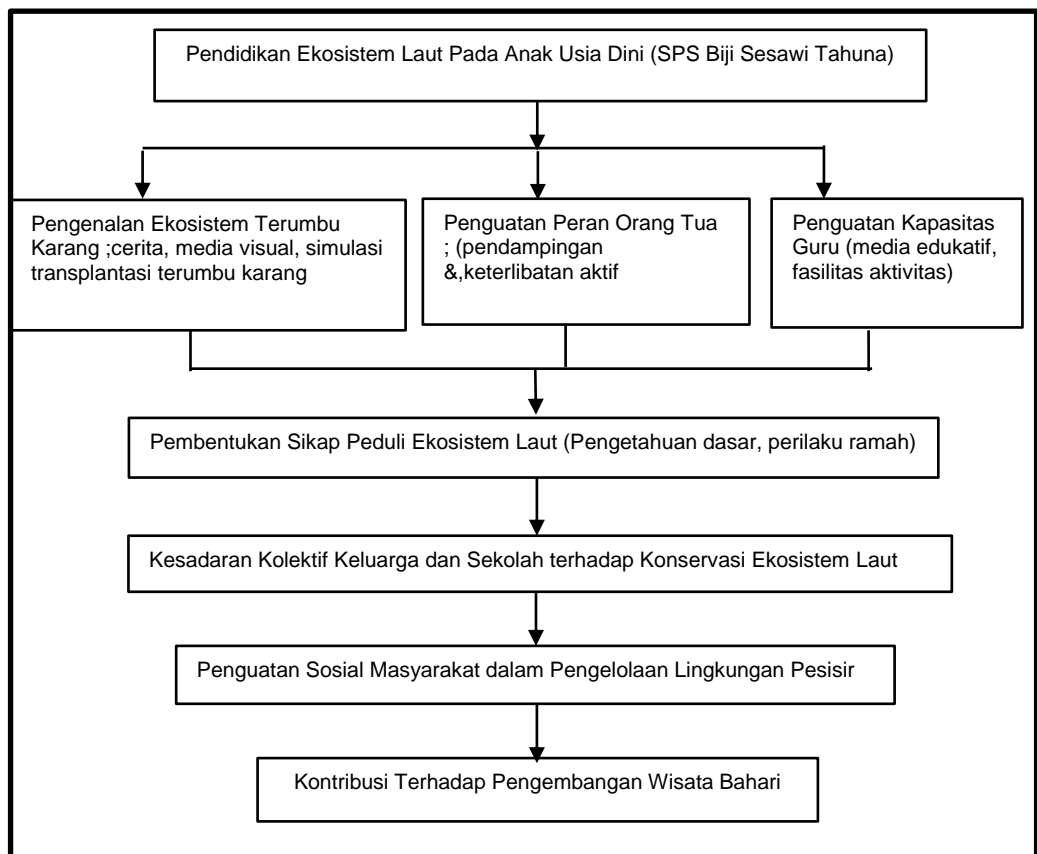 Pendidikan Ekosistem Laut Pada Anak Usia Dini (SPS Biji Sesawi Tahuna)
Pengenalan Ekosistem Terumbu
Karang ;cerita, media visual, simulasi
transplantasi terumbu karang
Penguatan Peran Orang Tua
; (pendampingan
&,keterlibatan aktif
Penguatan Kapasitas
Guru (media edukatif,
fasilitas aktivitas)
Pembentukan Sikap Peduli Ekosistem Laut (Pengetahuan dasar, perilaku ramah)
Kesadaran Kolektif Keluarga dan Sekolah terhadap Konservasi Ekosistem Laut
Penguatan Sosial Masyarakat dalam Pengelolaan Lingkungan Pesisir
Kontribusi Terhadap Pengembangan Wisata Bahari